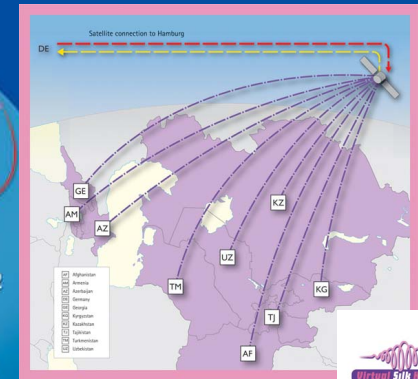 Satellite connection to Hamburg
DE
GE
AM
AZ
KZ
UZ
TM
KG
TJ
AF
AF Afghanistan
AM Armenia
AZ Azerbaijan
DE Germany
GE Georgia
KG Kyrgyzstan
KZ Kazakhstan
TJ Tajikistan
TM Turkmenistan
UZ Uzbekistan
Virtual Silk